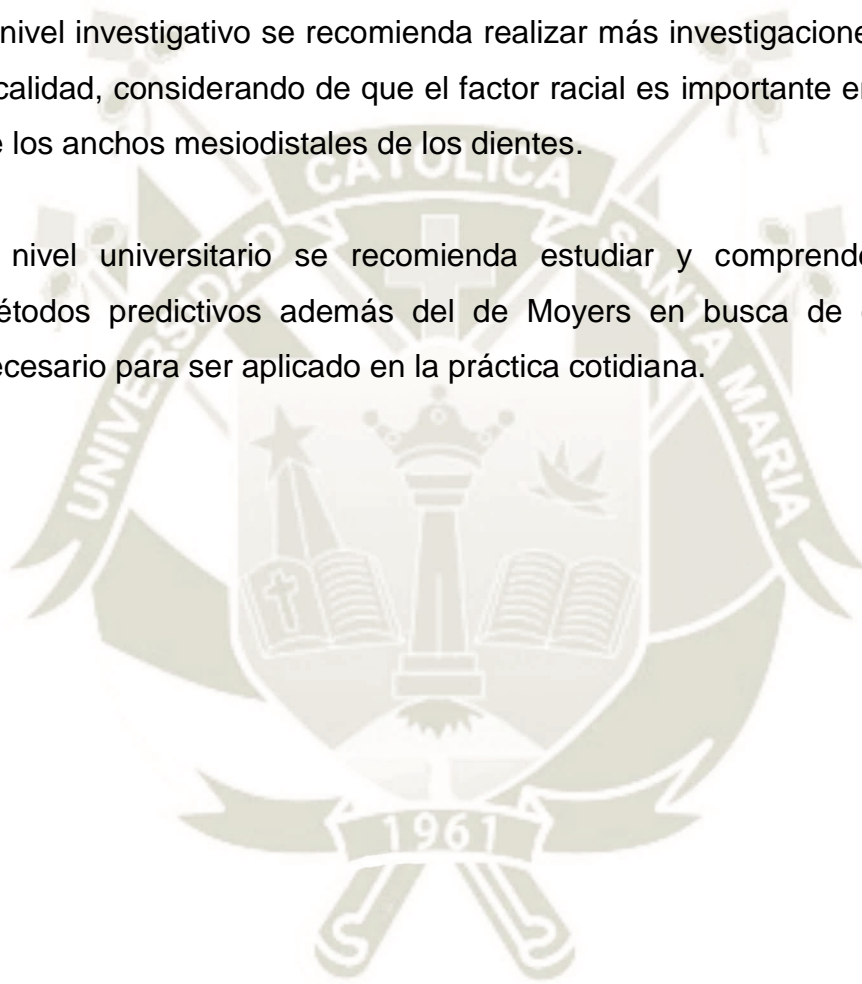 nivel investigativo se recomienda realizar más investigacione
calidad, considerando de que el factor racial es importante e
e los anchos mesiodistales de los dientes.
nivel universitario se recomienda estudiar y comprend
étodos predictivos además del de Moyers en busca de
ecesario para ser aplicado en la práctica cotidiana.
UNIVERSIDAD CATOLICA SANTA MARIA
1961